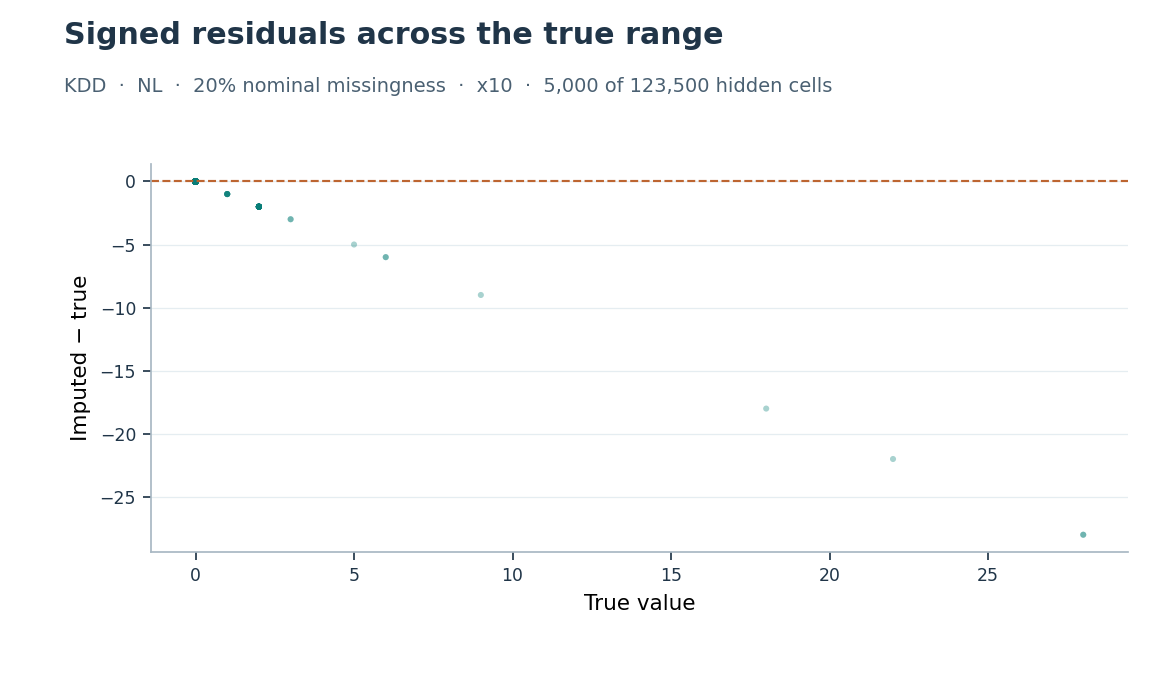 Signed residuals across the true range
KDD · NL · 20% nominal missingness · x10 · 5,000 of 123,500 hidden cells
Imputed − true
0
−5
−10
−15
−20
−25
0 5 10 15 20 25
True value